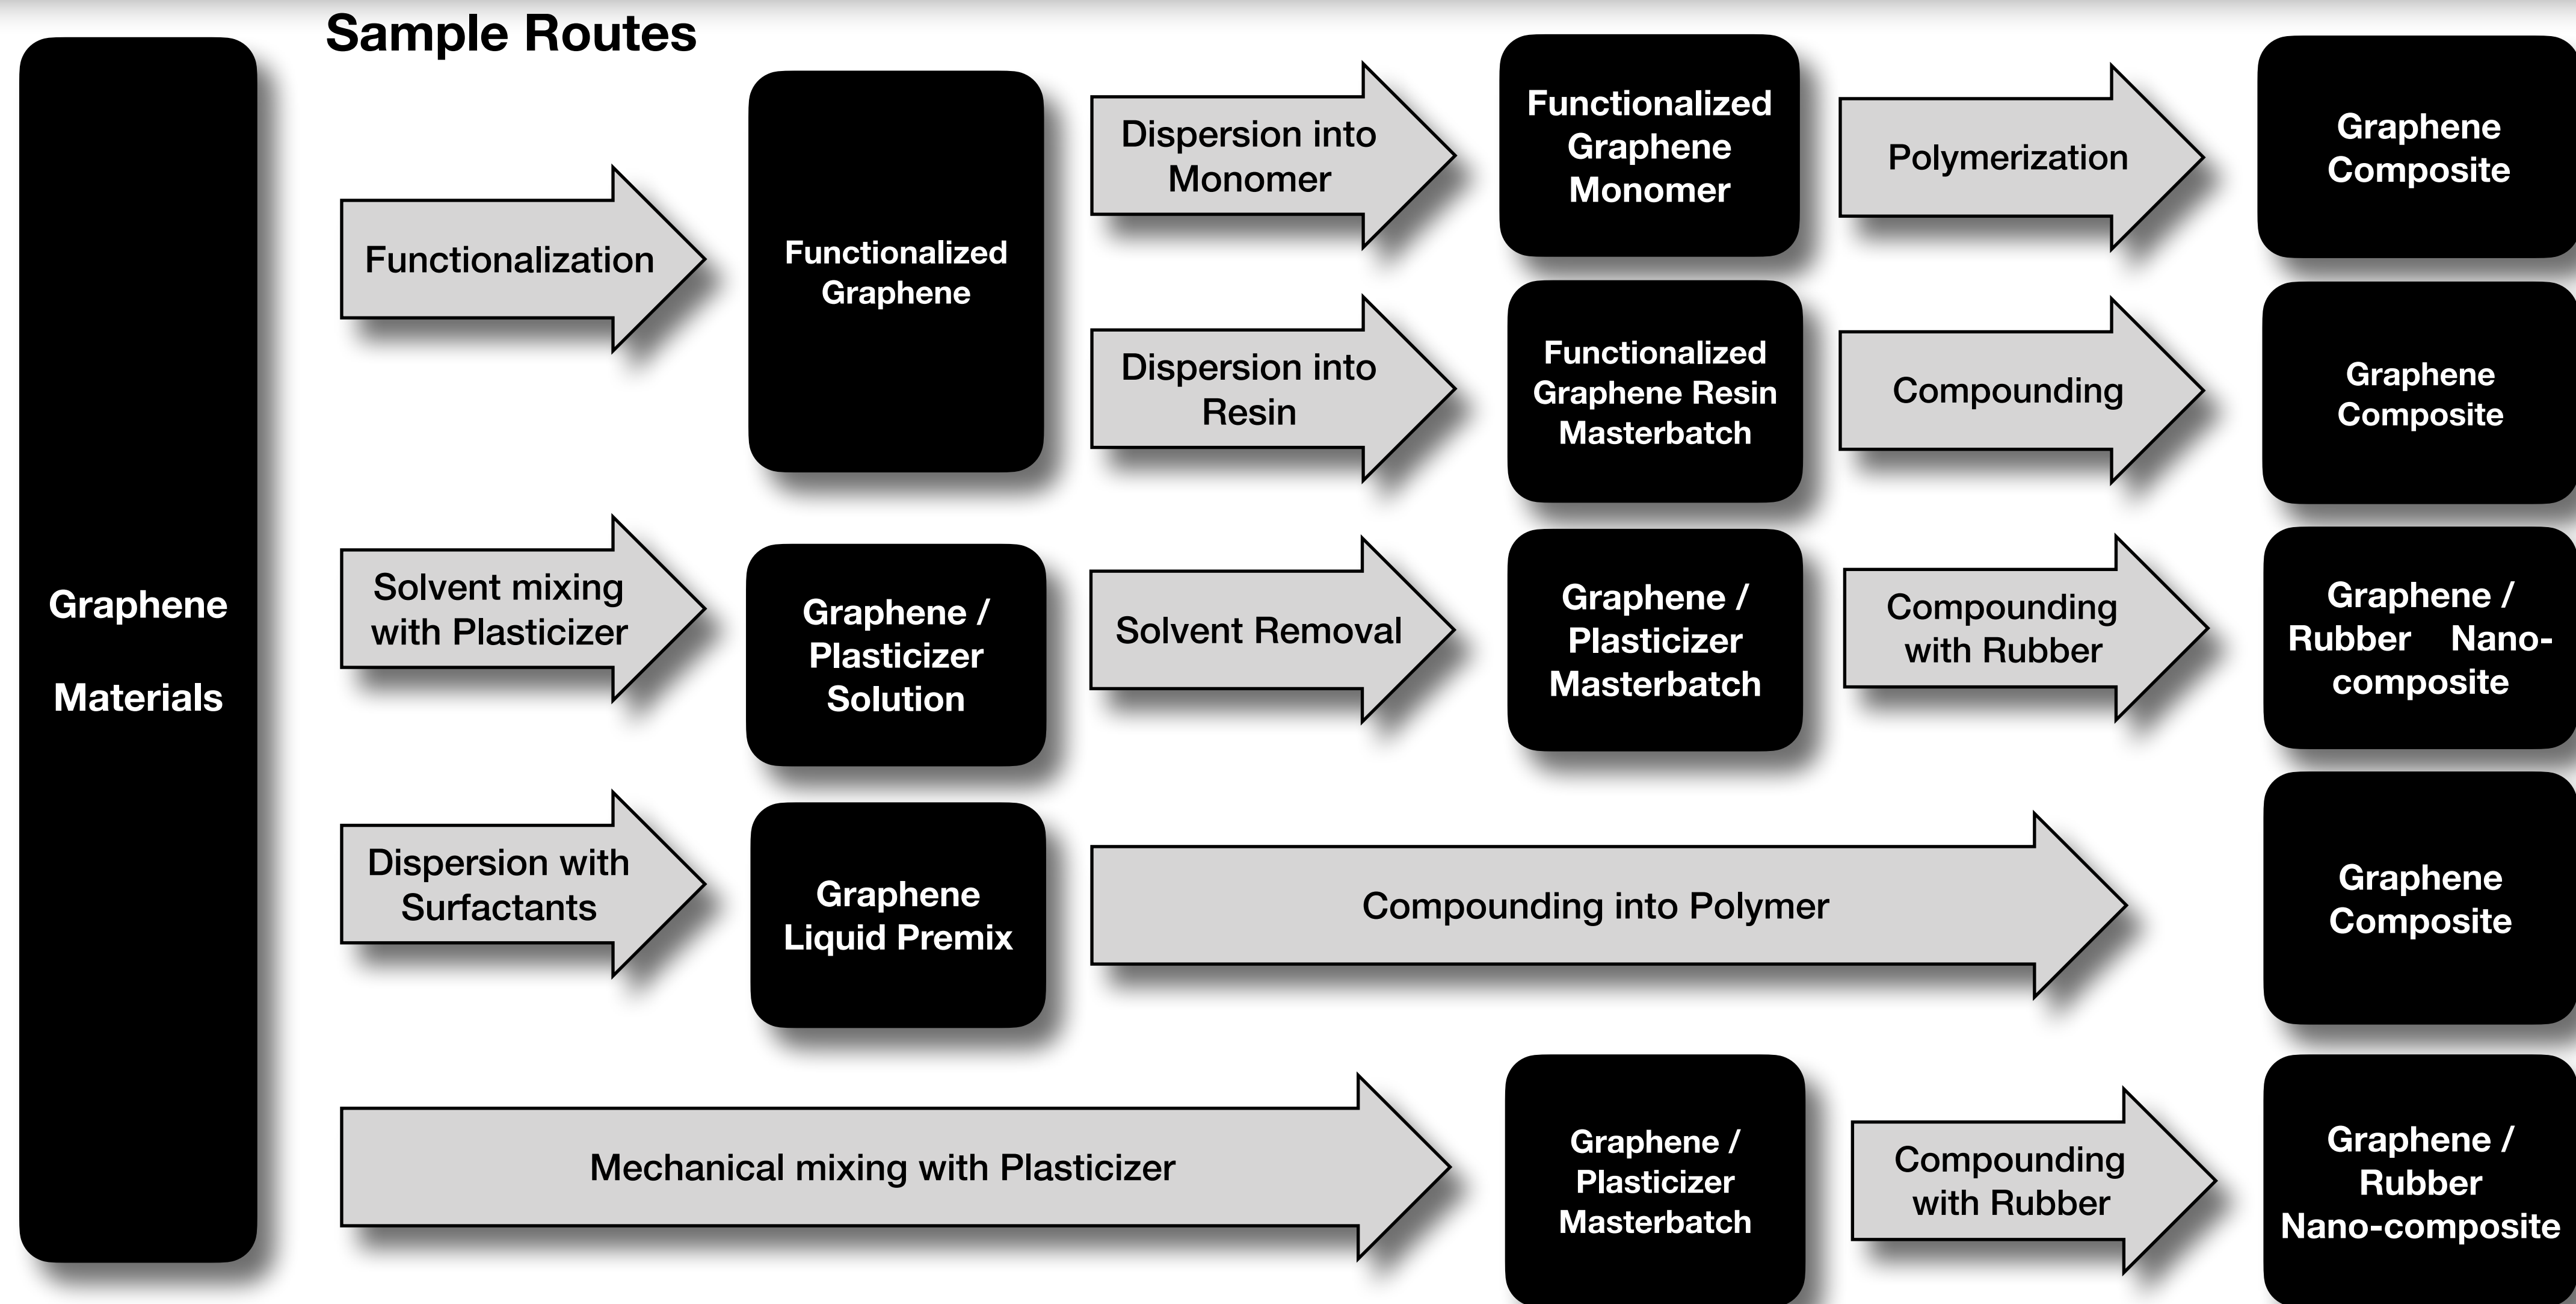 Sample Routes
Graphene
Materials
Functionalization
Functionalized
Graphene
Dispersion into
Monomer
Functionalized
Graphene
Monomer
Polymerization
Graphene
Composite
Dispersion into
Resin
Functionalized
Graphene Resin
Masterbatch
Compounding
Graphene
Composite
Solvent mixing
with Plasticizer
Graphene /
Plasticizer
Solution
Solvent Removal
Graphene /
Plasticizer
Masterbatch
Compounding
with Rubber
Graphene /
Rubber Nano-
composite
Dispersion with
Surfactants
Graphene
Liquid Premix
Compounding into Polymer
Graphene
Composite
Mechanical mixing with Plasticizer
Graphene /
Plasticizer
Masterbatch
Compounding
with Rubber
Graphene /
Rubber
Nano-composite